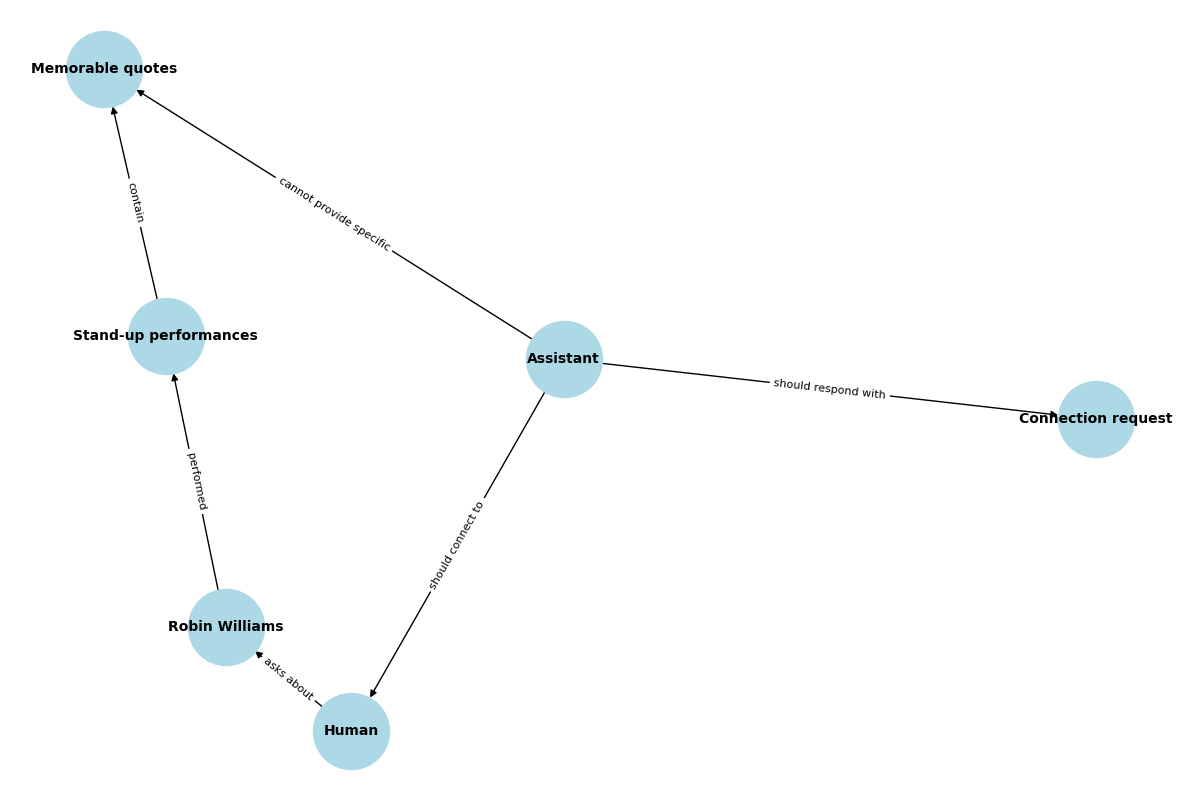 Memorable quotes
cannot provide specific
contain
Stand-up performances
Assistant
should respond with
Connection request
performed
should connect to
Robin Williams
asks about
Human